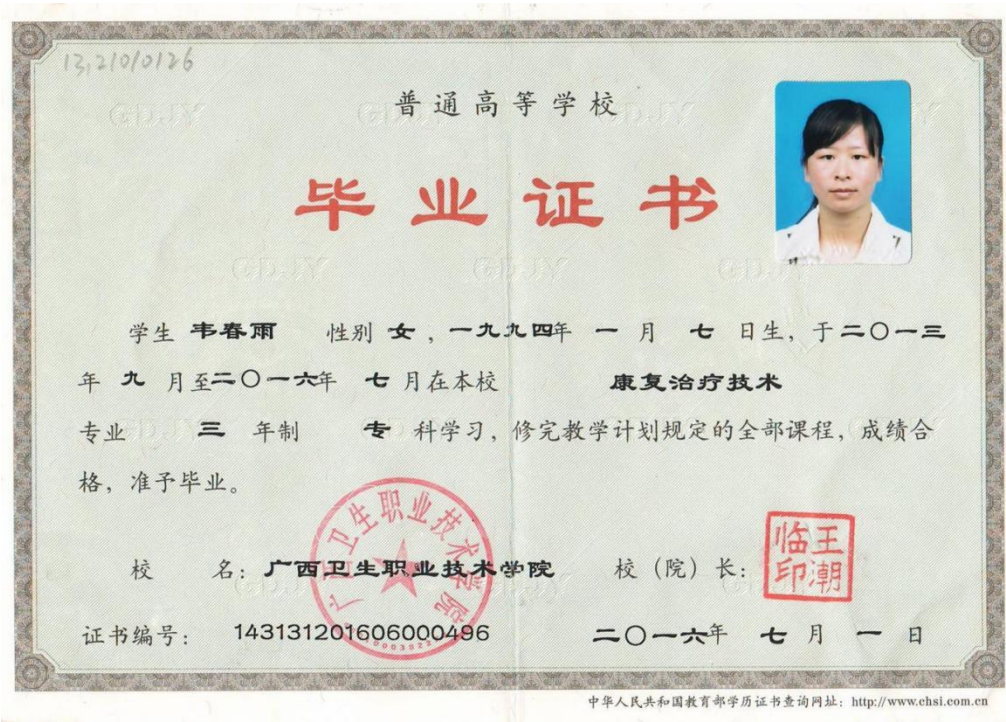 13,21010126
普通高等学校
毕业证书
学生 韦春雨 性别 女 ，一九九四年 一 月 七 日生，于二〇一三
年 九 月至二〇一六年 七 月在本校 康复治疗技术
专业 三 年制 专 科学习，修完教学计划规定的全部课程，成绩合
格，准予毕业。
广西卫生职业技术学院
校 名：广西卫生职业技术学院 校（院）长：
王潮临印
证书编号： 143131201606000496 二〇一六年 七 月 一 日
中华人民共和国教育部学历证书查询网址：http://www.chsi.com.cn